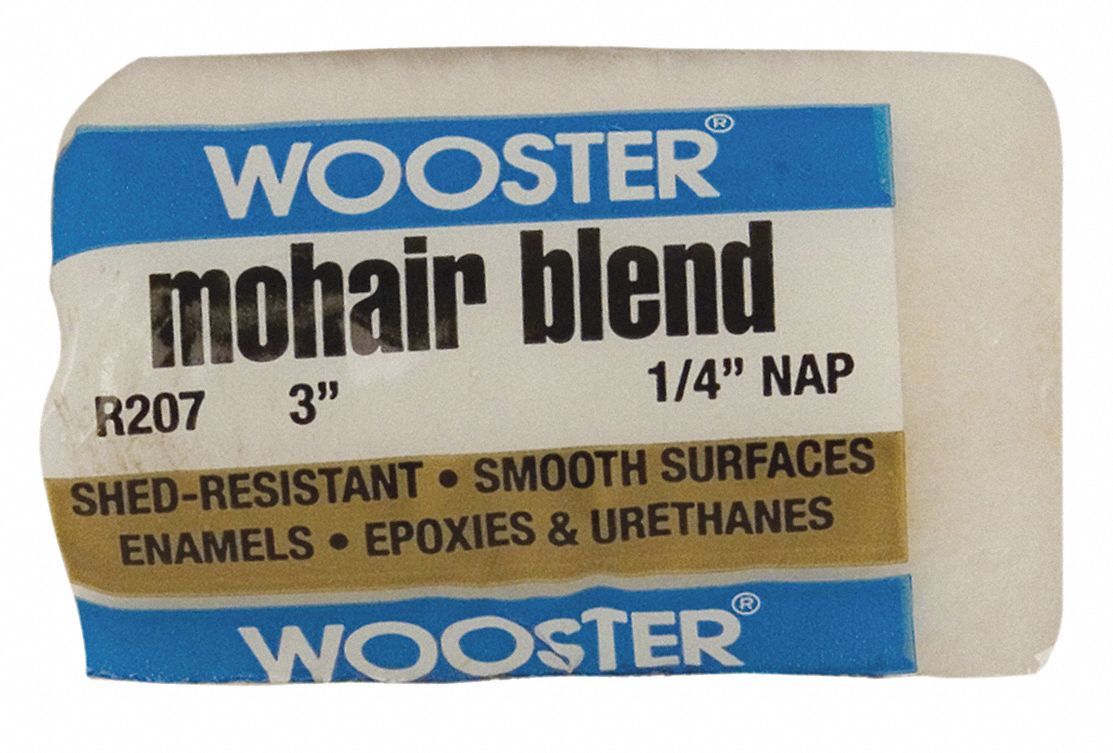 WOOSTER®
mohair blend
R207 3” 1/4” NAP
SHED-RESISTANT • SMOOTH SURFACES
ENAMELS • EPOXIES & URETHANES
WOOSTER®